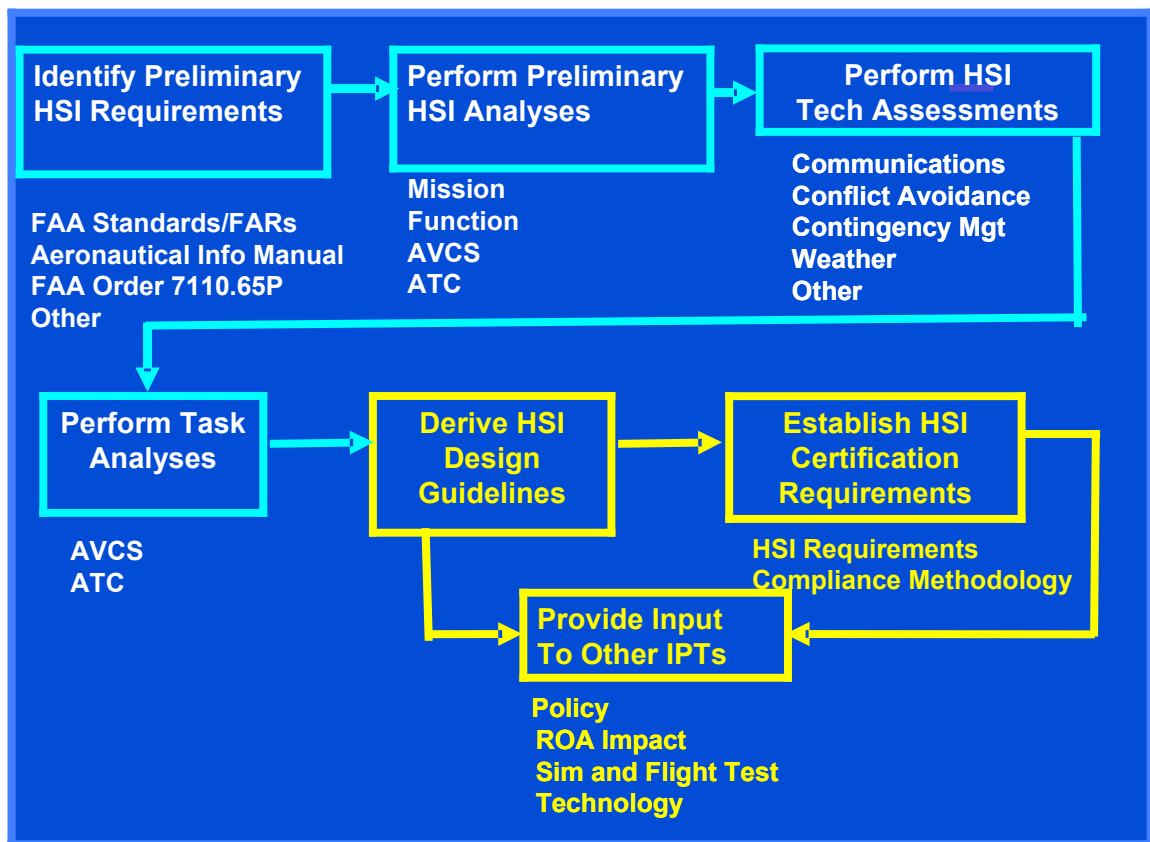 Identify Preliminary
HSI Requirements
FAA Standards/FARs
Aeronautical Info Manual
FAA Order 7110.65P
Other
Perform Preliminary
HSI Analyses
Mission
Function
AVCS
ATC
Perform HSI
Tech Assessments
Communications
Conflict Avoidance
Contingency Mgt
Weather
Other
Perform Task
Analyses
AVCS
ATC
Derive HSI
Design
Guidelines
Establish HSI
Certification
Requirements
HSI Requirements
Compliance Methodology
Provide Input
To Other IPTs
Policy
ROA Impact
Sim and Flight Test
Technology